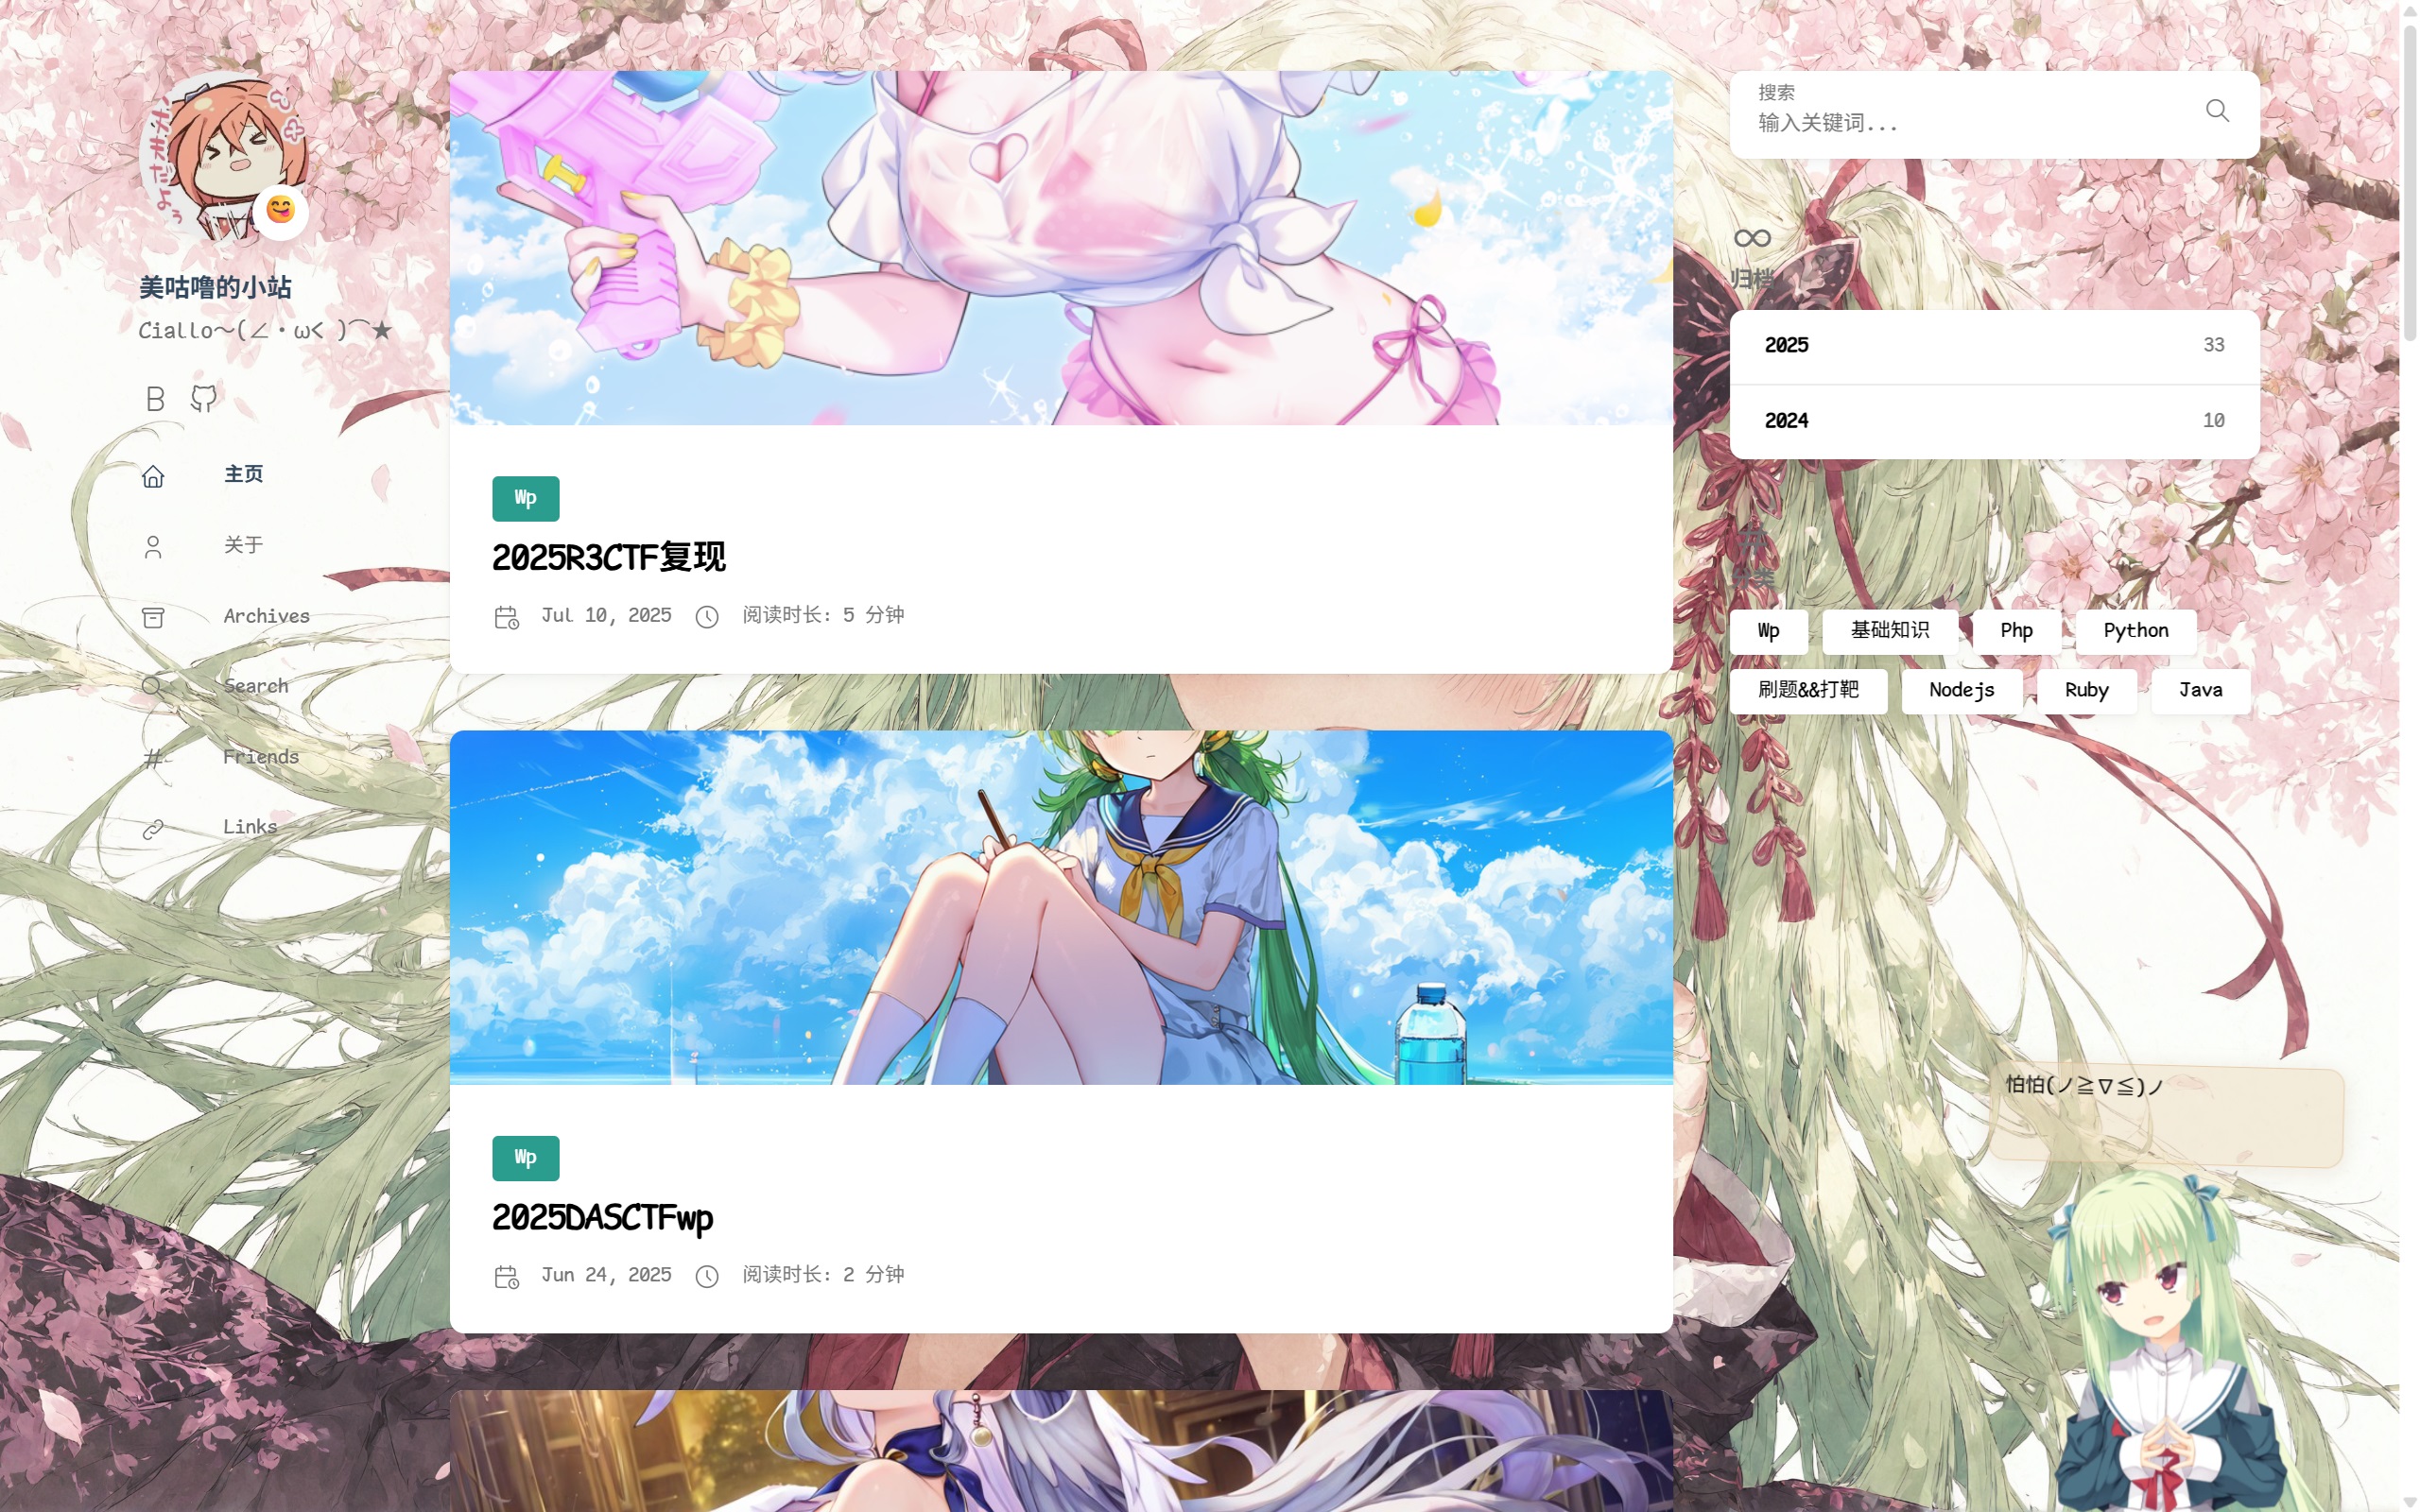 美咕噜的小站
Ciallo～(∠・ω< )⌒★
主页
关于
Archives
Search
Friends
Links
Wp
2025R3CTF复现
Jul 10, 2025
阅读时长: 5 分钟
Wp
2025DASCTFwp
Jun 24, 2025
阅读时长: 2 分钟
搜索
输入关键词...
归档
2025 33
2024 10
分类
Wp 基础知识 Php Python
刷题&&打靶 Nodejs Ruby Java
怕怕(ノ≧∇≦)ノ